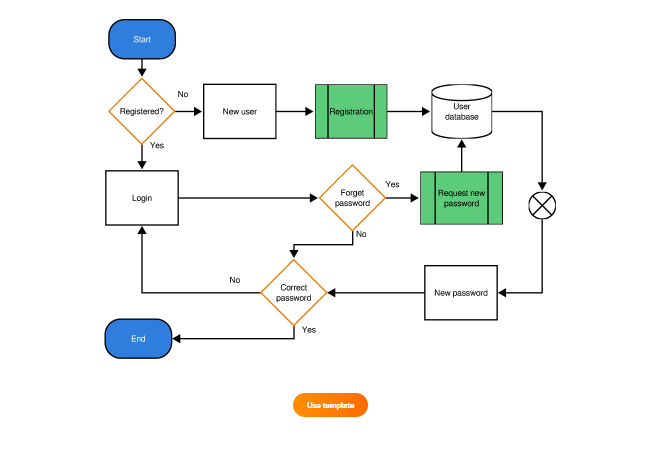 Start
No
Registered?
New user
Registration
User
database
Yes
Login
Forget
password
Yes
Request new
password
No
No
Correct
password
New password
Yes
End
Use template